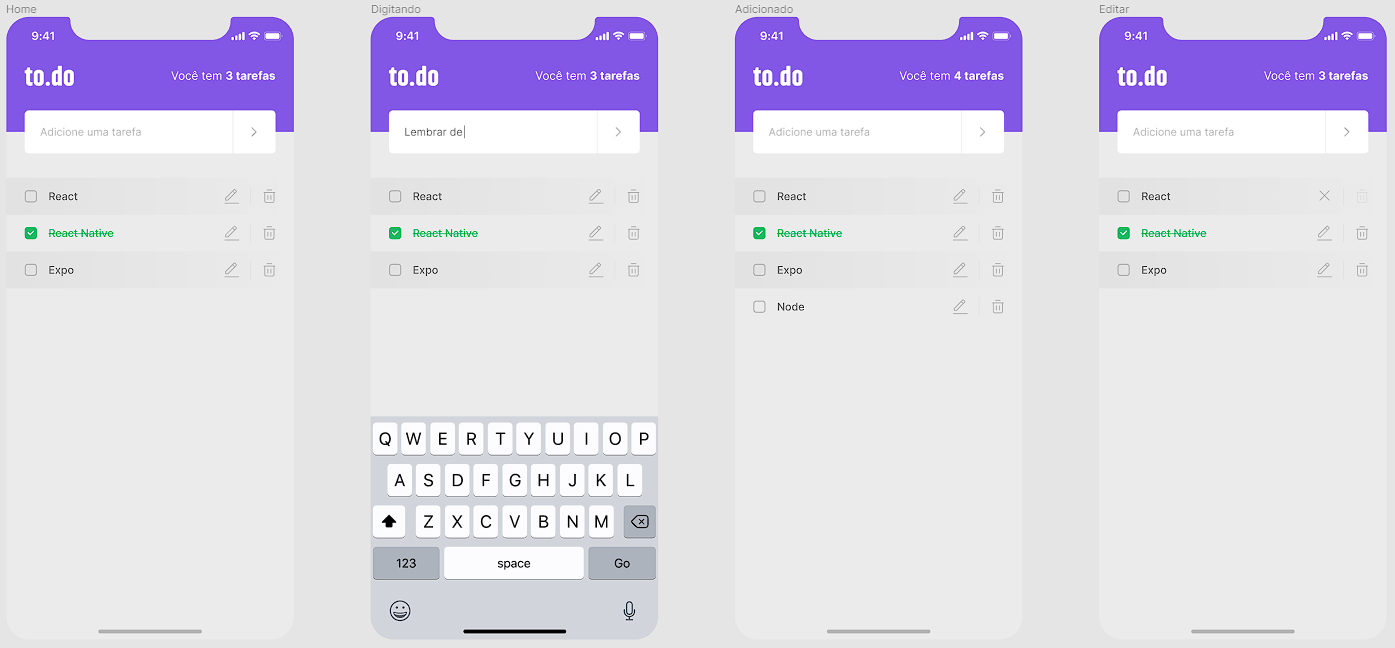 Home
9:41
to.do
Você tem 3 tarefas
Adicione uma tarefa
React
React Native
Expo
Digitando
9:41
to.do
Você tem 3 tarefas
Lembrar de
React
React Native
Expo
Q W E R T Y U I O P
A S D F G H J K L
Z X C V B N M
123 space Go
Adicionado
9:41
to.do
Você tem 4 tarefas
Adicione uma tarefa
React
React Native
Expo
Node
Editar
9:41
to.do
Você tem 3 tarefas
Adicione uma tarefa
React
React Native
Expo